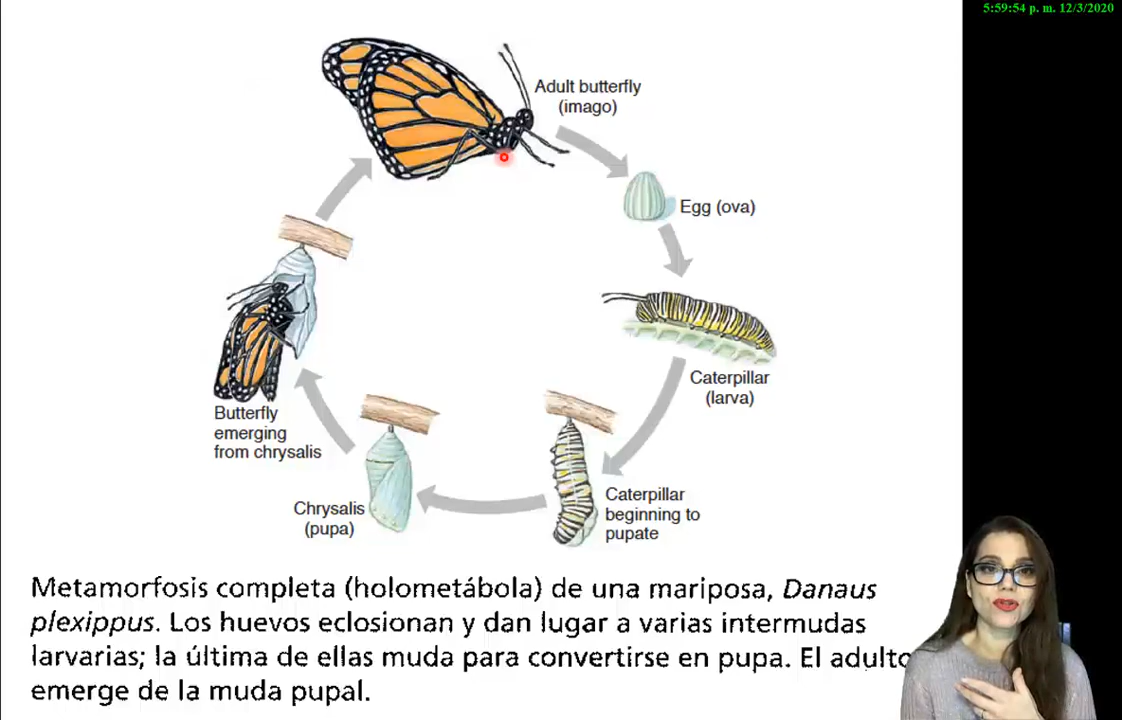 5:59:54 p. m. 12/3/2020
Adult butterfly
(imago)
Egg (ova)
Caterpillar
(larva)
Caterpillar
beginning to
pupate
Chrysalis
(pupa)
Butterfly
emerging
from chrysalis
Metamorfosis completa (holometábola) de una mariposa, Danaus
plexippus. Los huevos eclosionan y dan lugar a varias intermudas
larvarias; la última de ellas muda para convertirse en pupa. El adulto
emerge de la muda pupal.